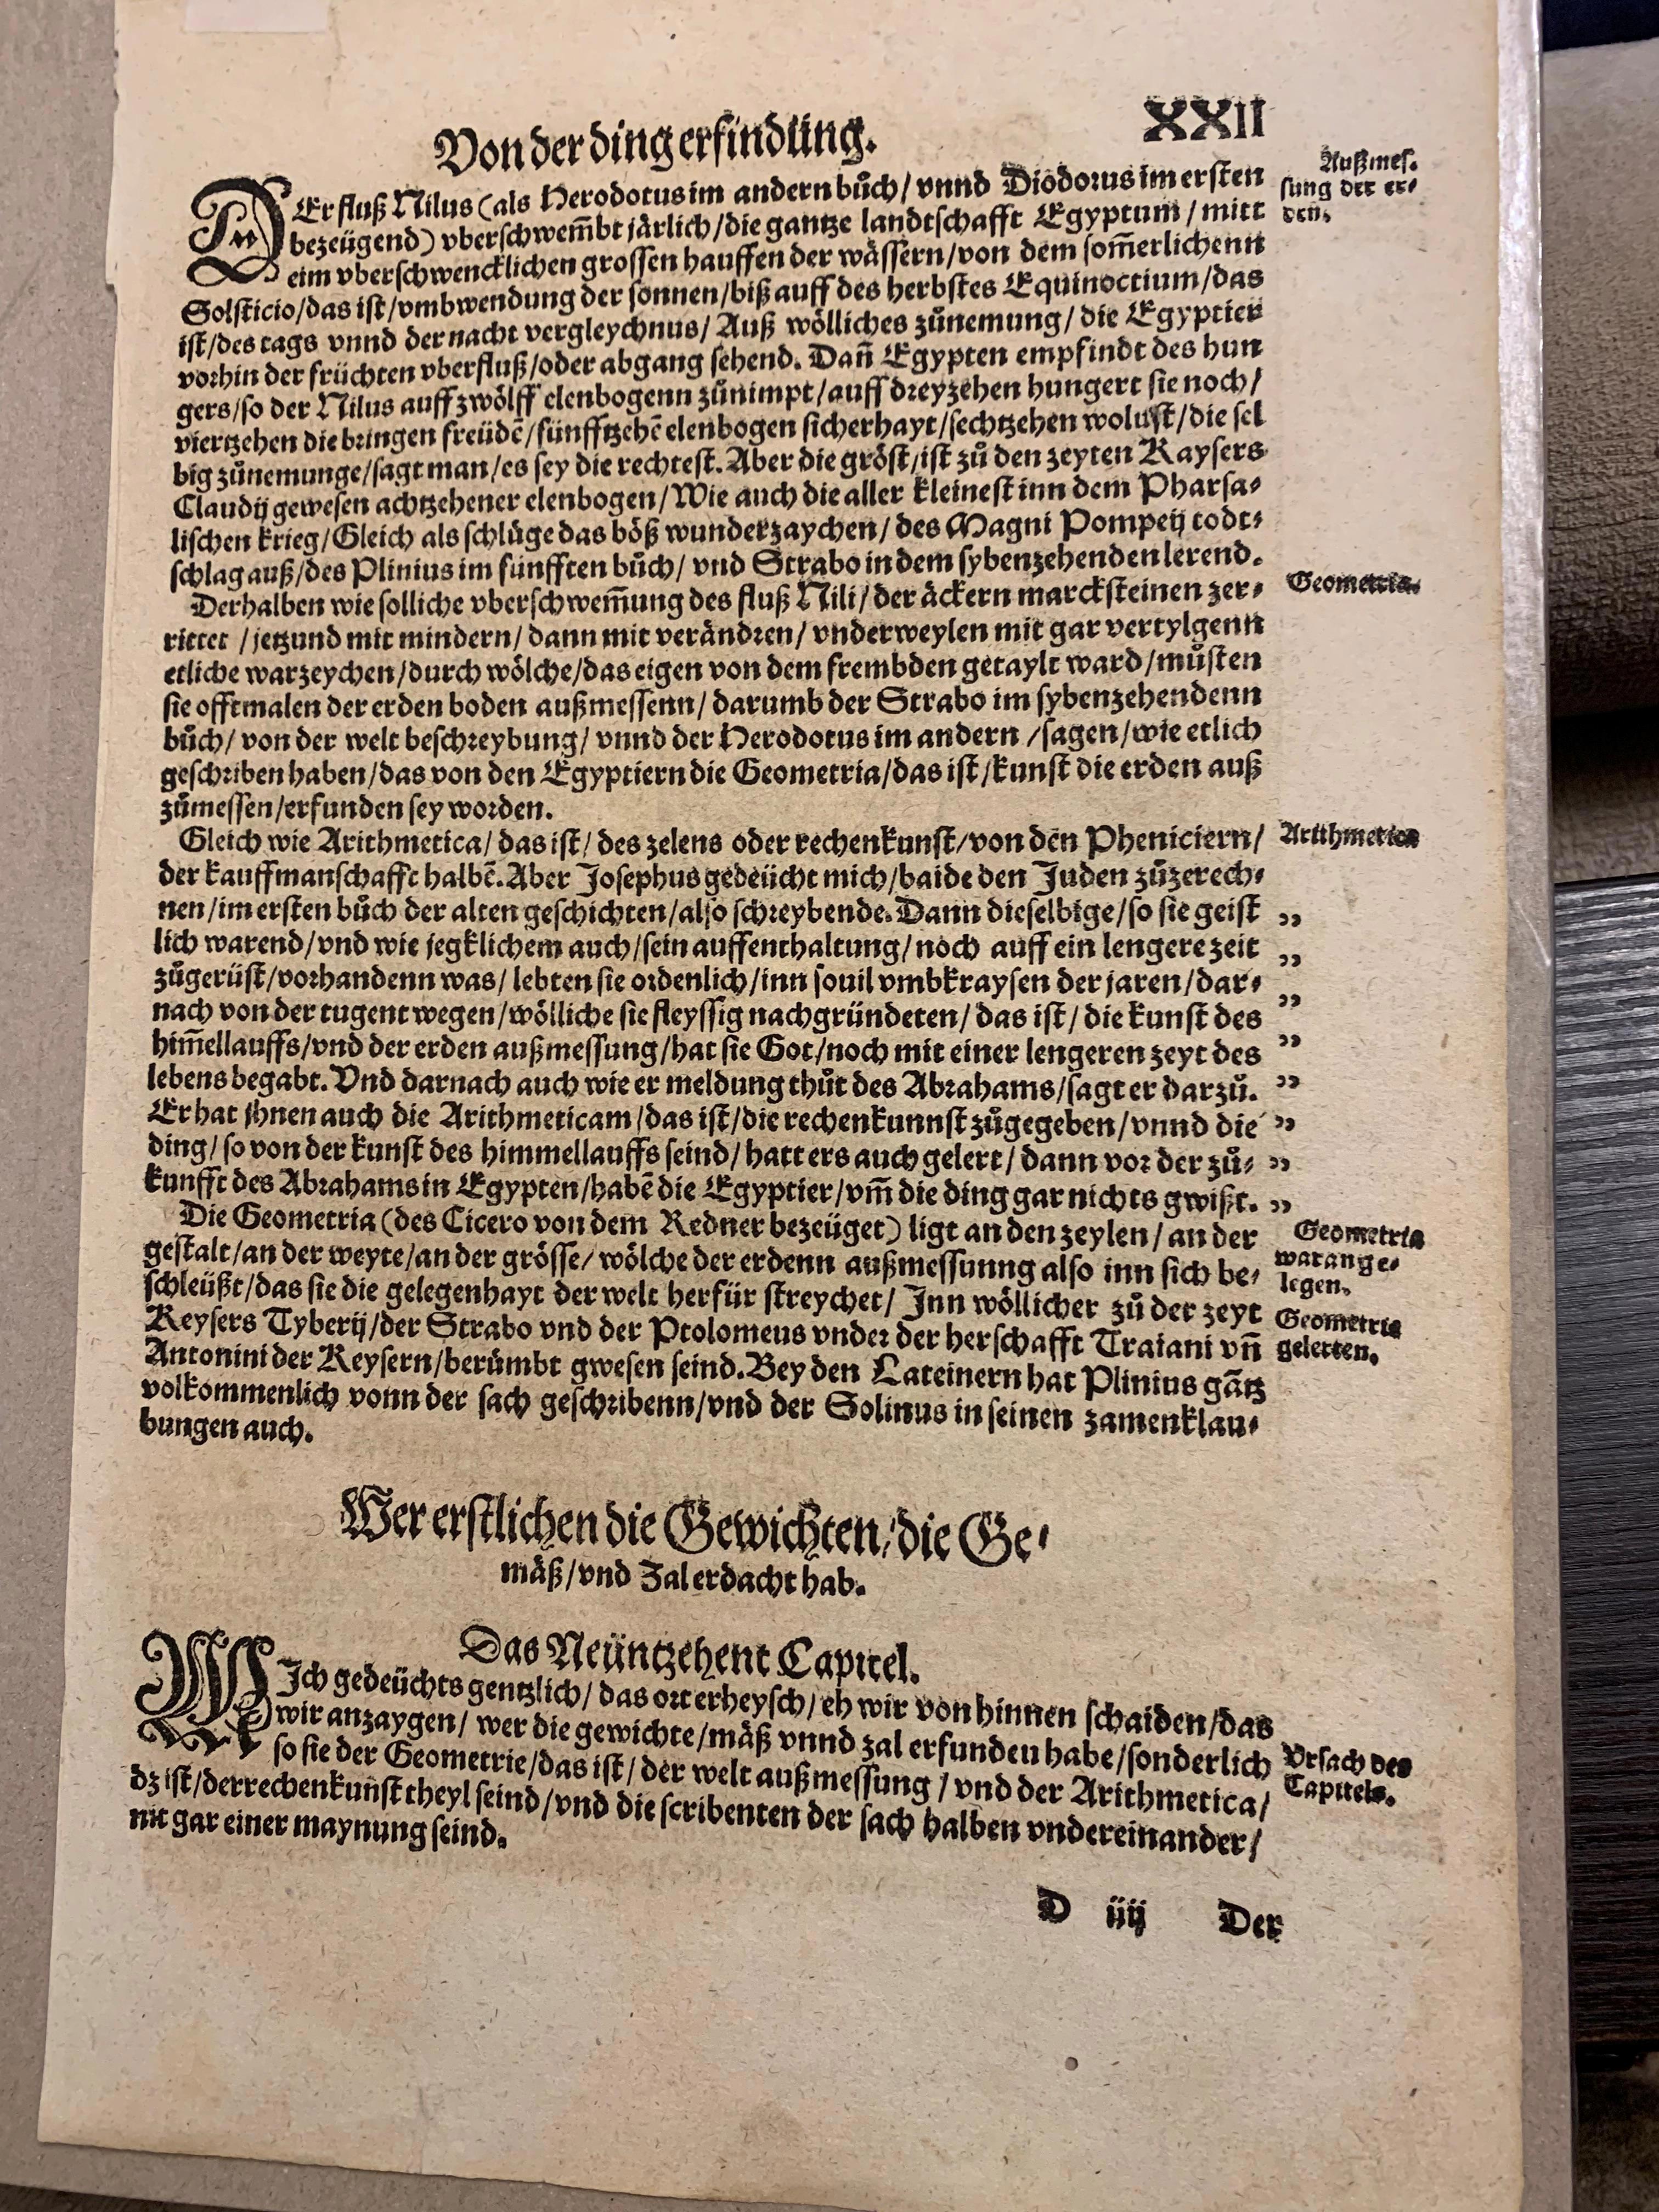 Von der ding erfindung.
XXII
DEr fluß Nilus (als Herodotus im andern bůch / vnnd Diodorus im ersten
bezeügend) vberschwem̃bt järlich / die gantze landtschafft Egyptum / mitt
eim vberschwencklichen grossen hauffen der wässern / von dem som̃erlichenn
Solsticio / das ist / vmbwendung der sonnen / biß auff des herbstes Equinoctium / das
ist / des tags vnnd der nacht vergleychnus / Auß wölliches zůnemung / die Egyptier
vorhin der früchten vberfluß / oder abgang sehend. Dañ Egypten empfindt des hun
gers / so der Nilus auff zwölff elenbogenn zůnimpt / auff dreyzehen hungert sie noch /
viertzehen die bringen freüdē / fünfftzehē elenbogen sicherhayt / sechtzehen wolust / die sel
big zůnemunge / sagt man / es sey die rechtest. Aber die gröst / ist zů den zeyten Kaysers
Claudij gewesen achtzehener elenbogen / Wie auch die aller kleinest inn dem Pharsa⸗
lischen krieg / Gleich als schlüge das böß wunderzaychen / des Magni Pompeij todt⸗
schlag auß / des Plinius im fünfften bůch / vnd Strabo in dem sybenzehenden lerend.
Derhalben wie solliche vberschwem̃ung des fluß Nili / der äckern marcksteinen zer⸗
rittet / jetzund mit mindern / dann mit verändren / vnderweylen mit gar vertylgenn
etliche warzeychen / durch wölche / das eigen von dem frembden getaylt ward / můsten
sie offtmalen der erden boden außmessenn / darumb der Strabo im sybenzehendenn
bůch / von der welt beschreybung / vnnd der Herodotus im andern / sagen / wie etlich
geschriben haben / das von den Egyptiern die Geometria / das ist / kunst die erden auß
zůmessen / erfunden sey worden.
Gleich wie Arithmetica / das ist / des zelens oder rechenkunst / von den Pheniciern /
der kauffmanschafft halbē. Aber Josephus gedeücht mich / baide den Juden zůzerech⸗
nen / im ersten bůch der alten geschichten / also schreybende. Dann dieselbige / so sie geist
lich warend / vnd wie jegklichem auch / sein auffenthaltung / noch auff ein lengere zeit
zůgerüst / vorhandenn was / lebten sie ordenlich / inn souil vmbkraysen der jaren / dar⸗
nach von der tugent wegen / wölliche sie fleyssig nachgründeten / das ist / die kunst des
him̃ellauffs / vnd der erden außmessung / hat sie Got / noch mit einer lengeren zeyt des
lebens begabt. Vnd darnach auch wie er meldung thůt des Abrahams / sagt er darzů.
Er hat jhnen auch die Arithmeticam / das ist / die rechenkunnst zůgegeben / vnnd die
ding / so von der kunst des himmellauffs seind / hatt ers auch gelert / dann vor der zů⸗
kunfft des Abrahams in Egypten / habē die Egyptier / vm̃ die ding gar nichts gwißt.
Die Geometria (des Cicero von dem Redner bezeüget) ligt an den zeylen / an der
gestalt / an der weyte / an der grösse / wölche der erdenn außmessunng also inn sich be⸗
schleüßt / das sie die gelegenhayt der welt herfür streychet / Inn wöllicher zů der zeyt
Keysers Tyberij / der Strabo vnd der Ptolomeus vnder der herschafft Traiani vñ
Antonini der Keysern / berůmbt gwesen seind. Bey den Lateinern hat Plinius gātz
volkommenlich vonn der sach geschribenn / vnd der Solinus in seinen zamenklau⸗
bungen auch.
Außmes.
sung der er⸗
den.
Geometria.
Arithmetica
„
„
„
„
„
„
„
„
Geometria
waran ge⸗
legen.
Geometrie
gelerten.
Wer erstlichen die Gewichten / die Ge⸗
mäß / vnd Zal erdacht hab.
Das Neüntzehent Capitel.
MIch gedeüchts gentzlich / das ort erheysch / eh wir von hinnen schaiden / das
wir anzaygen / wer die gewichte / mäß vnnd zal erfunden habe / sonderlich
so sie der Geometrie / das ist / der welt außmessung / vnd der Arithmetica /
dz ist / der rechenkunst theyl seind / vnd die scribenten der sach halben vndereinander /
nit gar einer maynung seind.
Vrsach des
Capitels.
D iiij Der